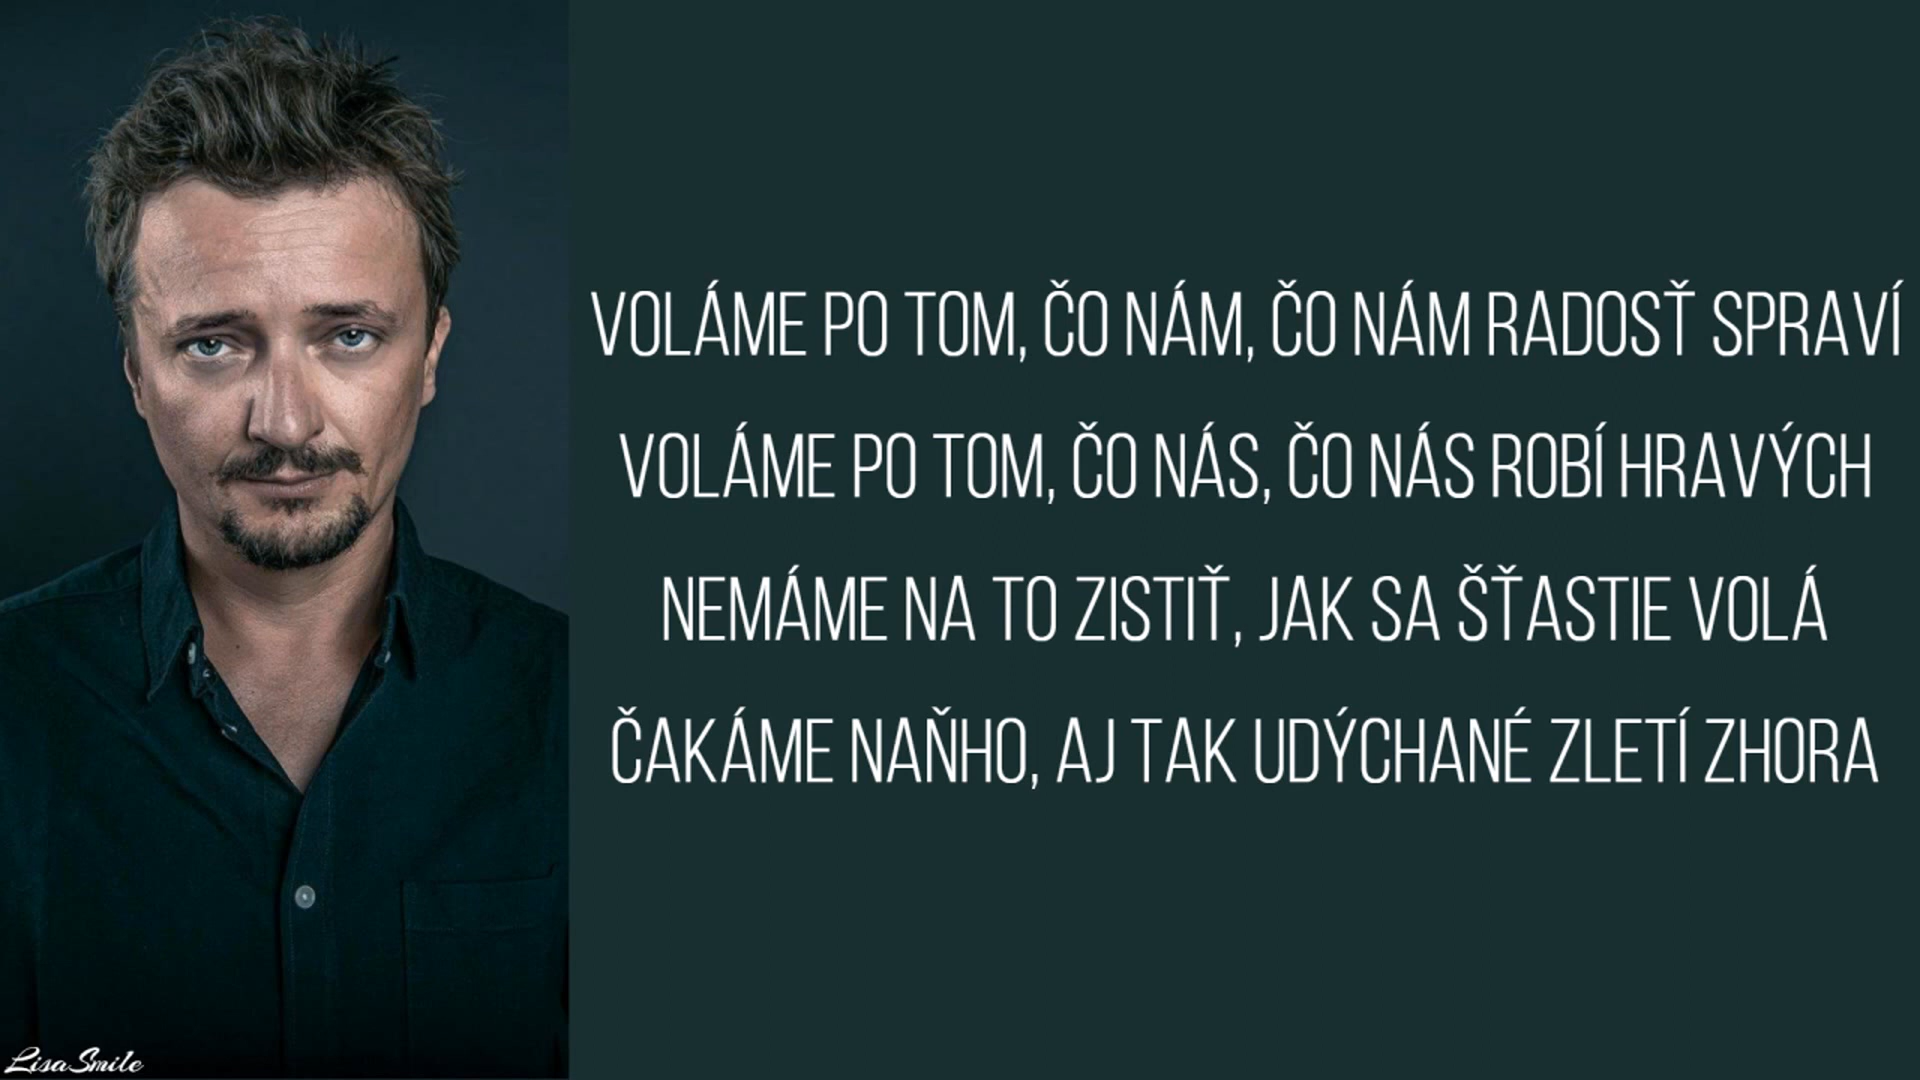 VOLÁME PO TOM, ČO NÁM, ČO NÁM RADOSŤ SPRAVÍ
VOLÁME PO TOM, ČO NÁS, ČO NÁS ROBÍ HRAVÝCH
NEMÁME NA TO ZISTIŤ, JAK SA ŠŤASTIE VOLÁ
ČAKÁME NAŇHO, AJ TAK UDÝCHANÉ ZLETÍ ZHORA
LisaSmile